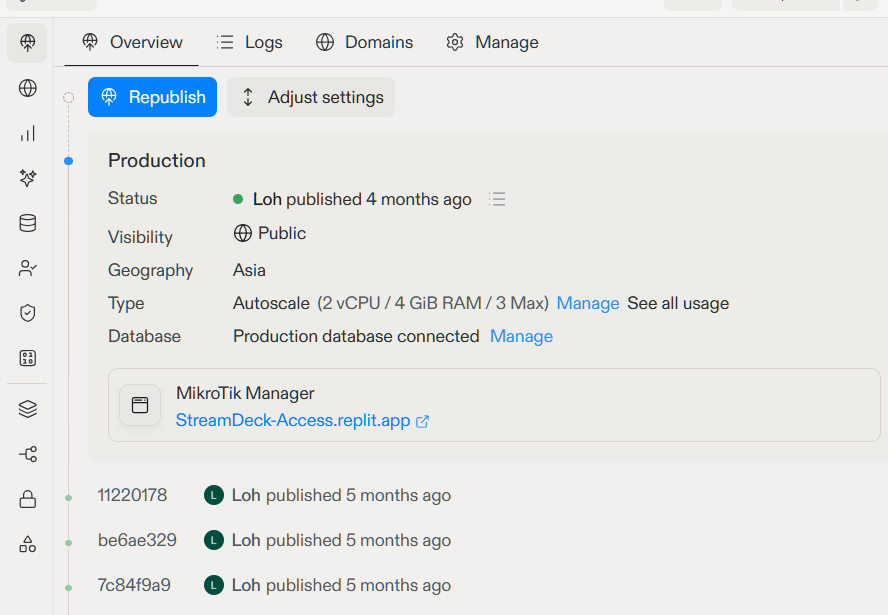 Overview Logs Domains Manage
Republish Adjust settings
Production
Status Loh published 4 months ago
Visibility Public
Geography Asia
Type Autoscale (2 vCPU / 4 GiB RAM / 3 Max) Manage See all usage
Database Production database connected Manage
MikroTik Manager
StreamDeck-Access.replit.app
11220178 L Loh published 5 months ago
be6ae329 L Loh published 5 months ago
7c84f9a9 L Loh published 5 months ago